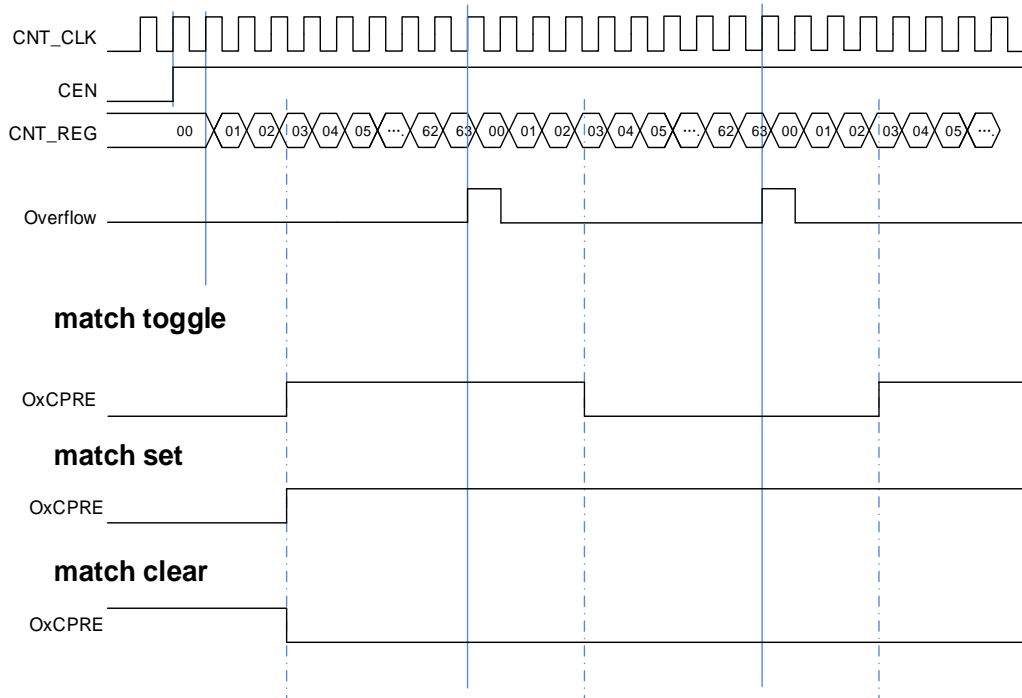 CNT_CLK
CEN
CNT_REG 00 01 02 03 04 05 .... 62 63 00 01 02 03 04 05 .... 62 63 00 01 02 03 04 05 ....
Overflow
match toggle
OxCPRE
match set
OxCPRE
match clear
OxCPRE